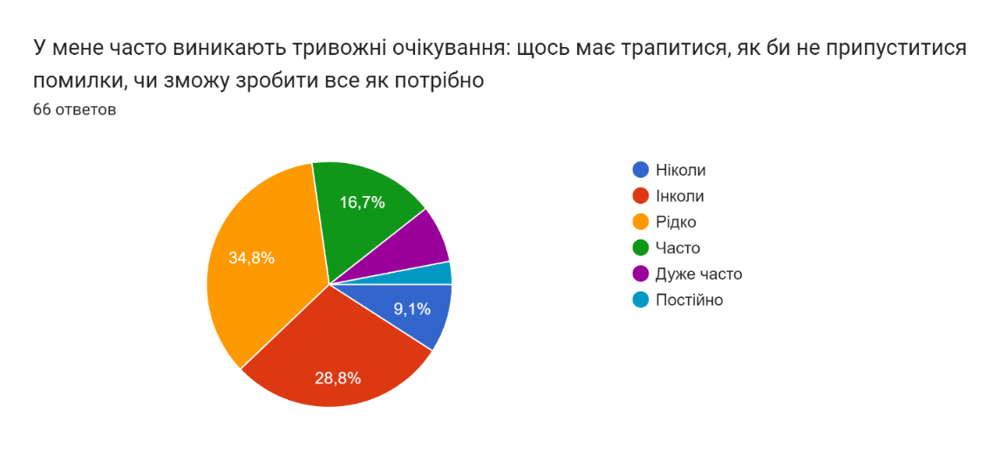 У мене часто виникають тривожні очікування: щось має трапитися, як би не припуститися
помилки, чи зможу зробити все як потрібно
66 ответов
16,7%
34,8%
9,1%
28,8%
Ніколи
Інколи
Рідко
Часто
Дуже часто
Постійно